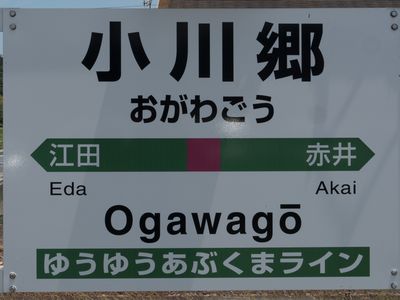 小川郷
おがわごう
江田 赤井
Eda Akai
Ogawagō
ゆうゆうあぶくまライン